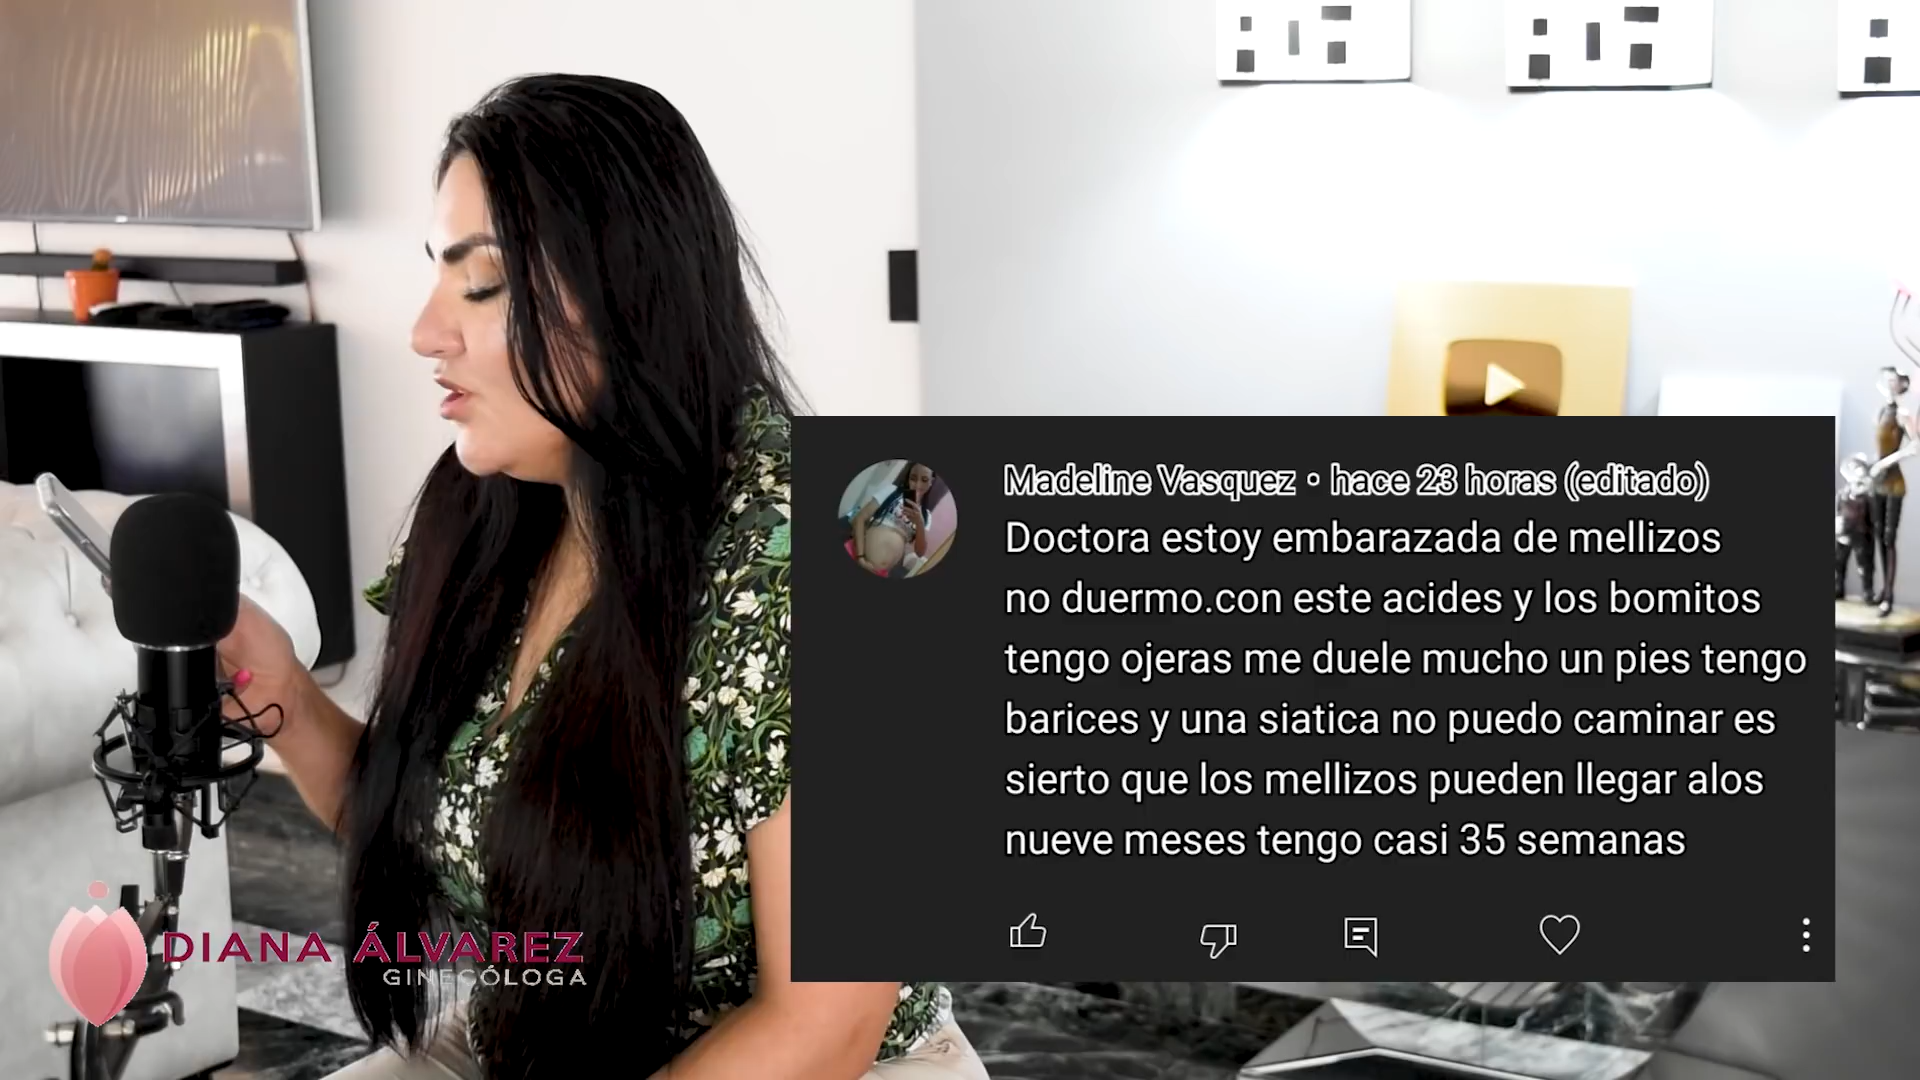 Madeline Vasquez • hace 23 horas (editado)
Doctora estoy embarazada de mellizos
no duermo.con este acides y los bomitos
tengo ojeras me duele mucho un pies tengo
barices y una siatica no puedo caminar es
sierto que los mellizos pueden llegar alos
nueve meses tengo casi 35 semanas
DIANA ÁLVAREZ
GINECÓLOGA